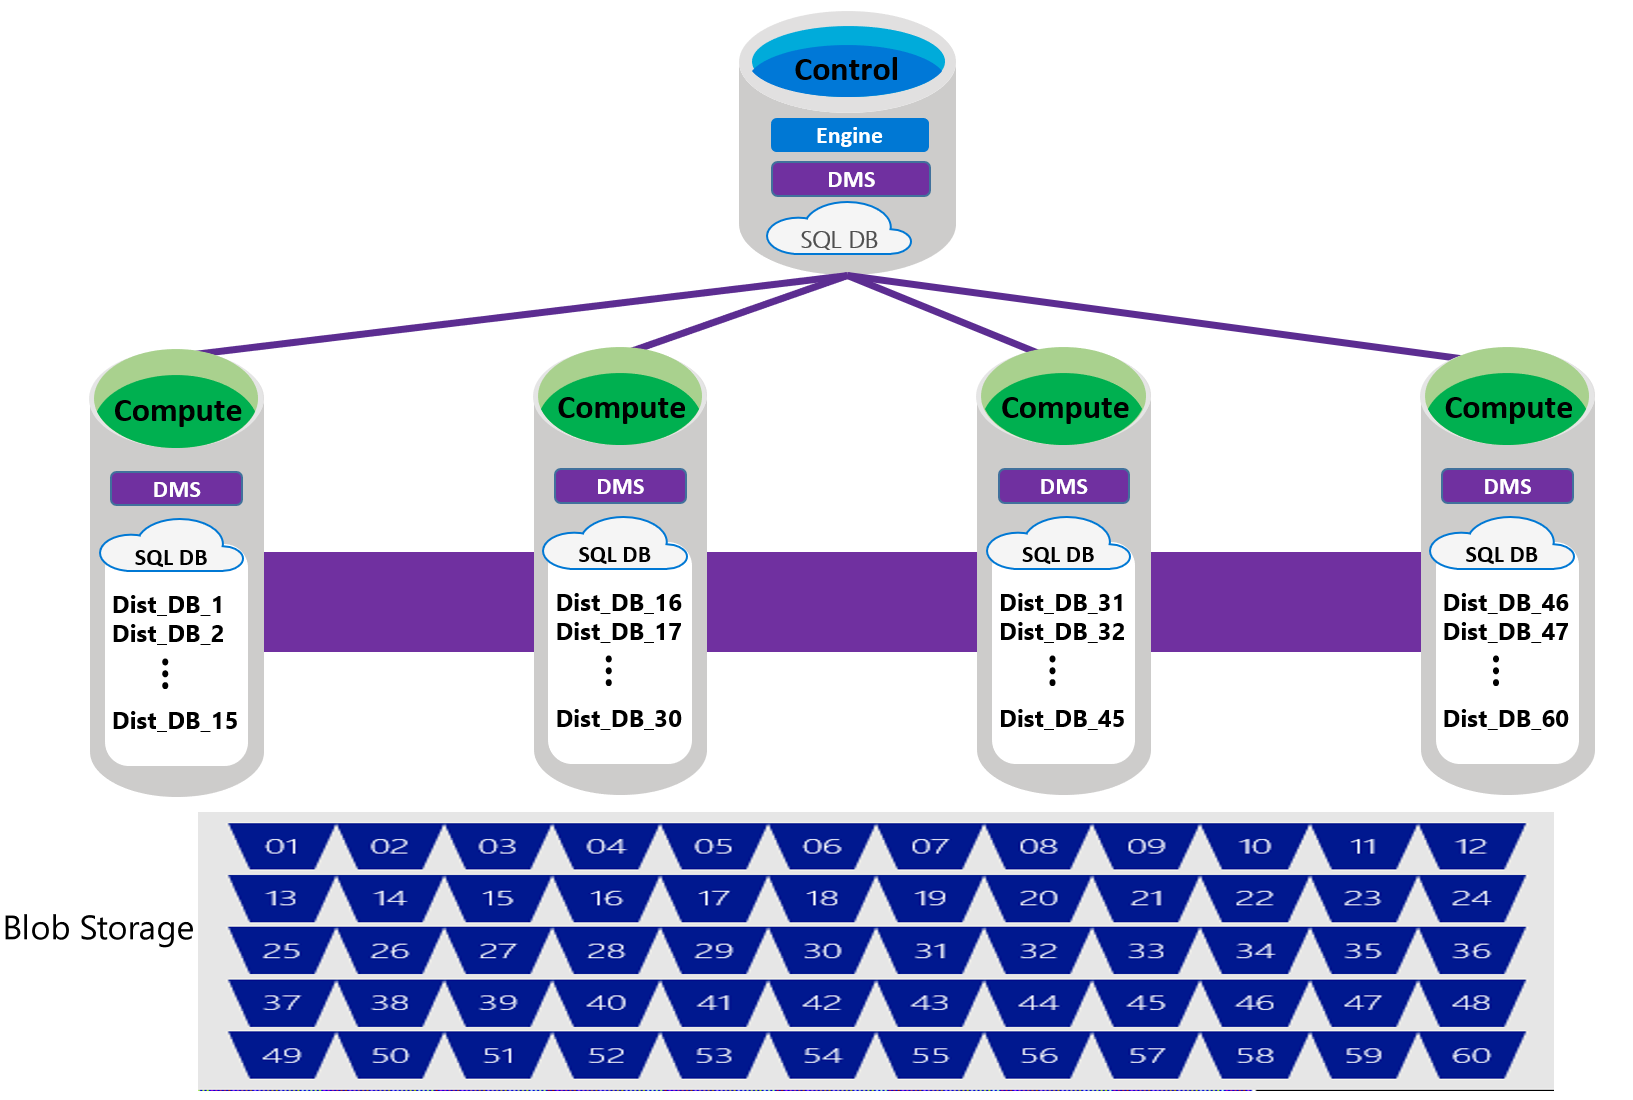 Control
Engine
DMS
SQL DB
Compute
DMS
SQL DB
Dist_DB_1
Dist_DB_2
Dist_DB_15
Compute
DMS
SQL DB
Dist_DB_16
Dist_DB_17
Dist_DB_30
Compute
DMS
SQL DB
Dist_DB_31
Dist_DB_32
Dist_DB_45
Compute
DMS
SQL DB
Dist_DB_46
Dist_DB_47
Dist_DB_60
Blob Storage
01 02 03 04 05 06 07 08 09 10 11 12
13 14 15 16 17 18 19 20 21 22 23 24
25 26 27 28 29 30 31 32 33 34 35 36
37 38 39 40 41 42 43 44 45 46 47 48
49 50 51 52 53 54 55 56 57 58 59 60